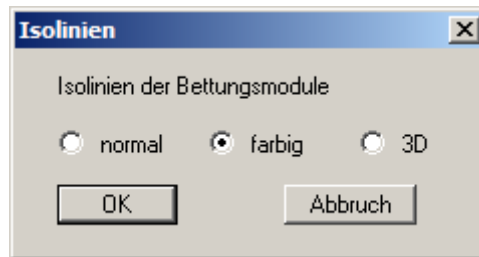 Isolinien
Isolinien der Bettungsmodule
normal farbig 3D
OK Abbruch